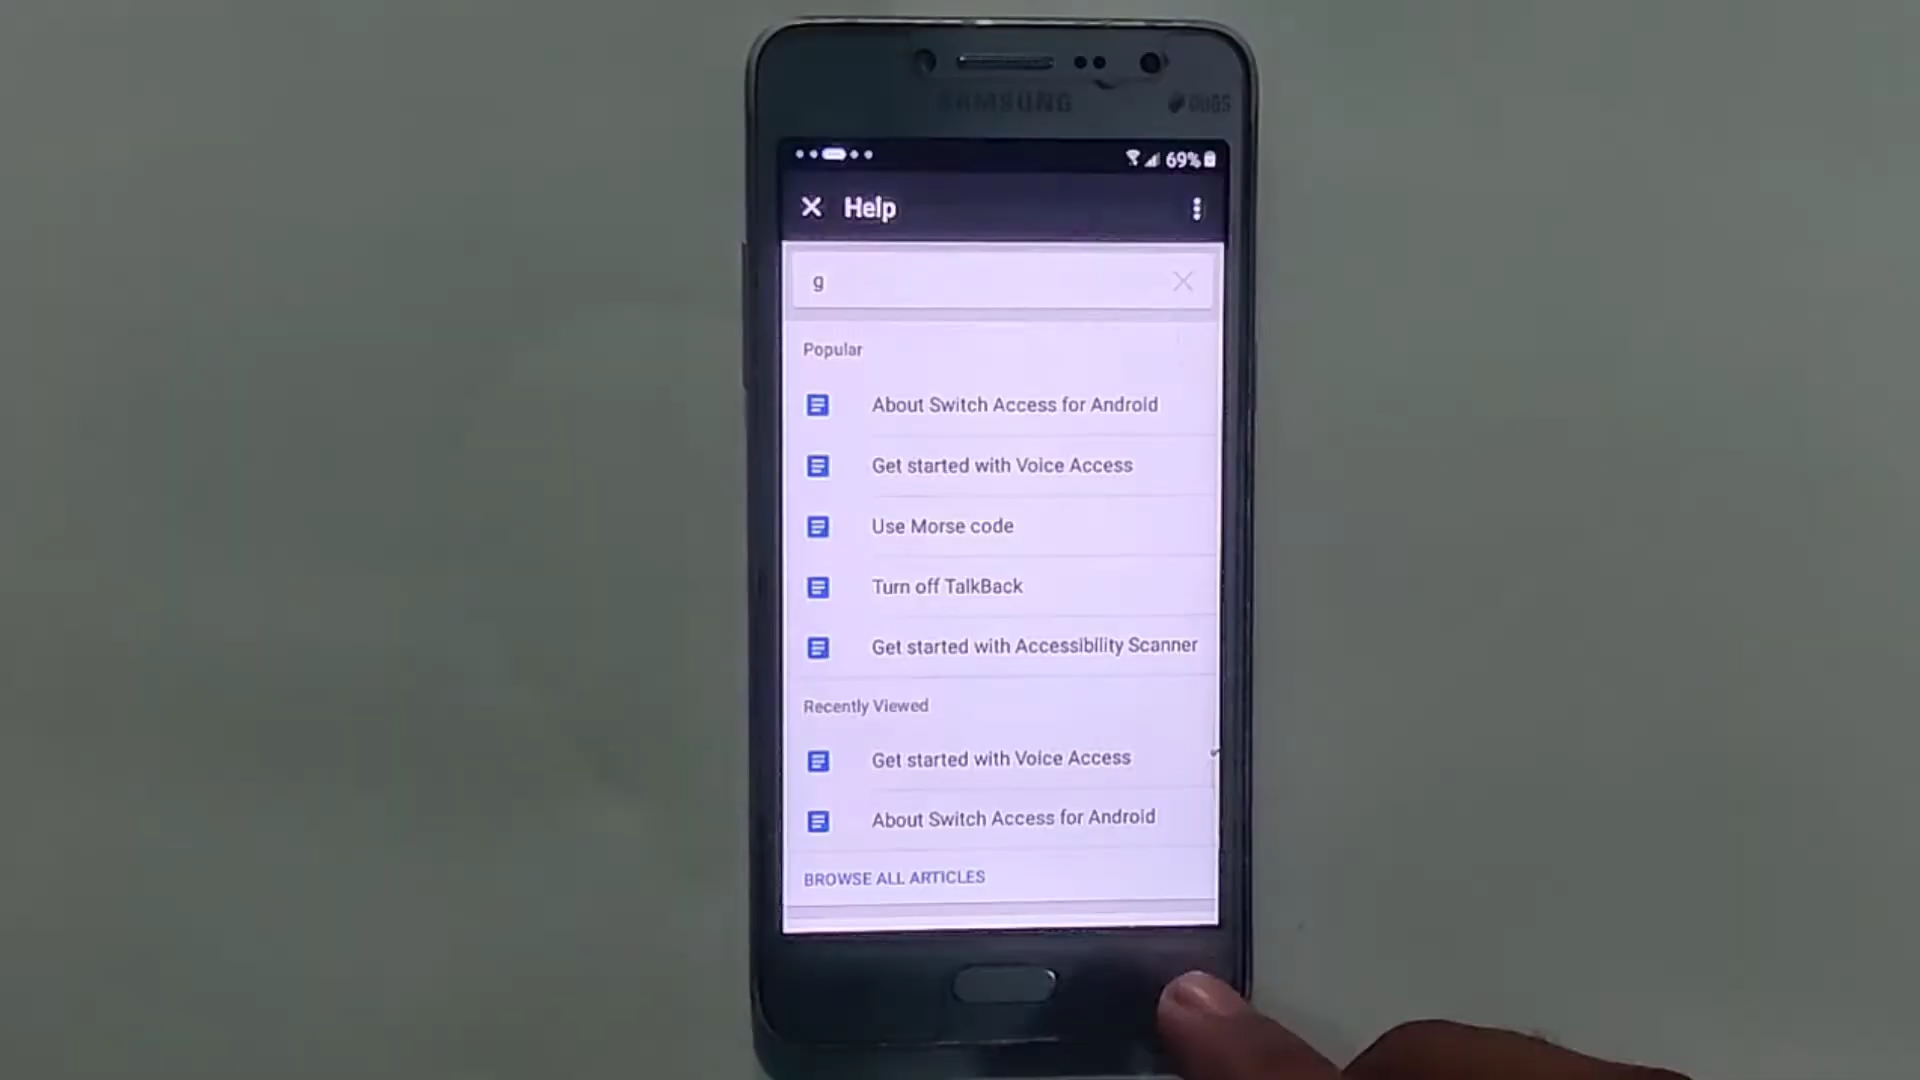 SAMSUNG
DUOS
69%
Help
g
Popular
About Switch Access for Android
Get started with Voice Access
Use Morse code
Turn off TalkBack
Get started with Accessibility Scanner
Recently Viewed
Get started with Voice Access
About Switch Access for Android
BROWSE ALL ARTICLES